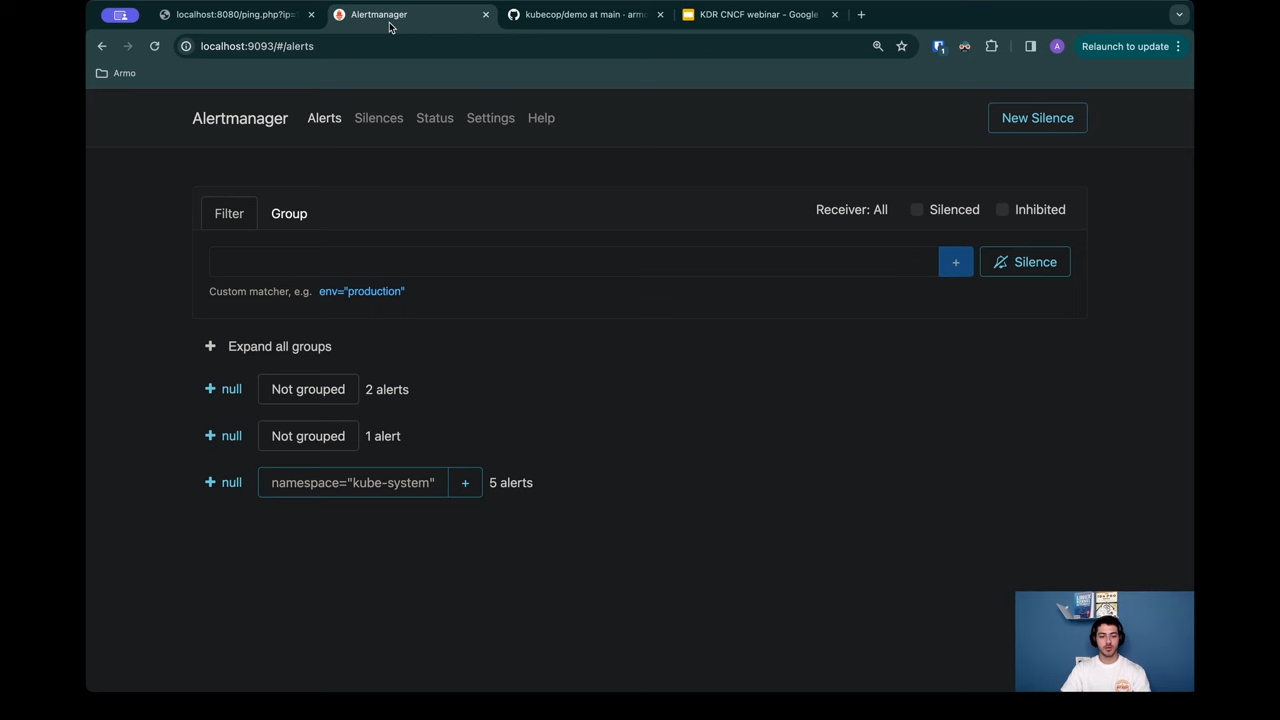 localhost:8080/ping.php?ip=
Alertmanager
kubecop/demo at main · armo
KDR CNCF webinar - Google
localhost:9093/#/alerts
1
A
Relaunch to update
Armo
Alertmanager
Alerts
Silences
Status
Settings
Help
New Silence
Filter
Group
Receiver: All
Silenced
Inhibited
+
Silence
Custom matcher, e.g. env="production"
+ Expand all groups
+ null Not grouped 2 alerts
+ null Not grouped 1 alert
+ null namespace="kube-system" + 5 alerts